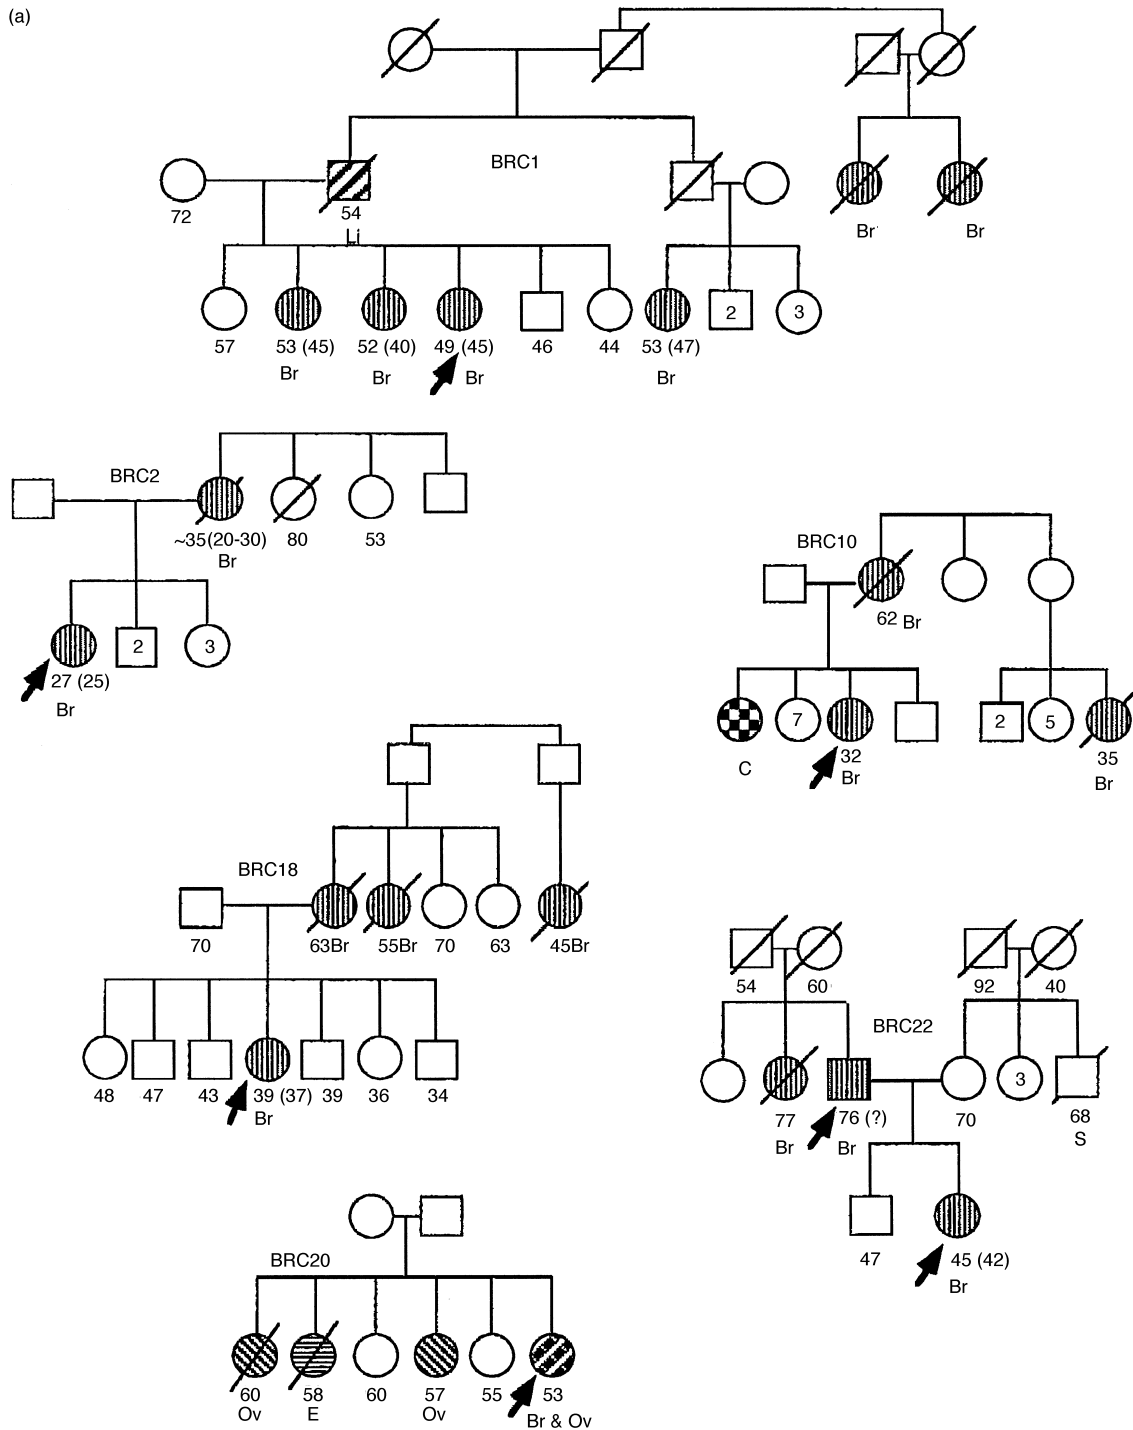 (a)
BRC1
72
54
Li
Br
Br
2
3
57
53 (45)
52 (40)
49 (45)
46
44
53 (47)
Br
Br
Br
Br
BRC2
~35(20-30)
80
53
Br
2
3
27 (25)
Br
BRC10
62 Br
7
2
5
C
32
Br
35
Br
BRC18
70
63Br
55Br
70
63
45Br
48
47
43
39 (37)
39
36
34
Br
54
60
92
40
BRC22
3
77
76 (?)
70
68
Br
Br
S
47
45 (42)
Br
BRC20
60
58
60
57
55
53
Ov
E
Ov
Br & Ov